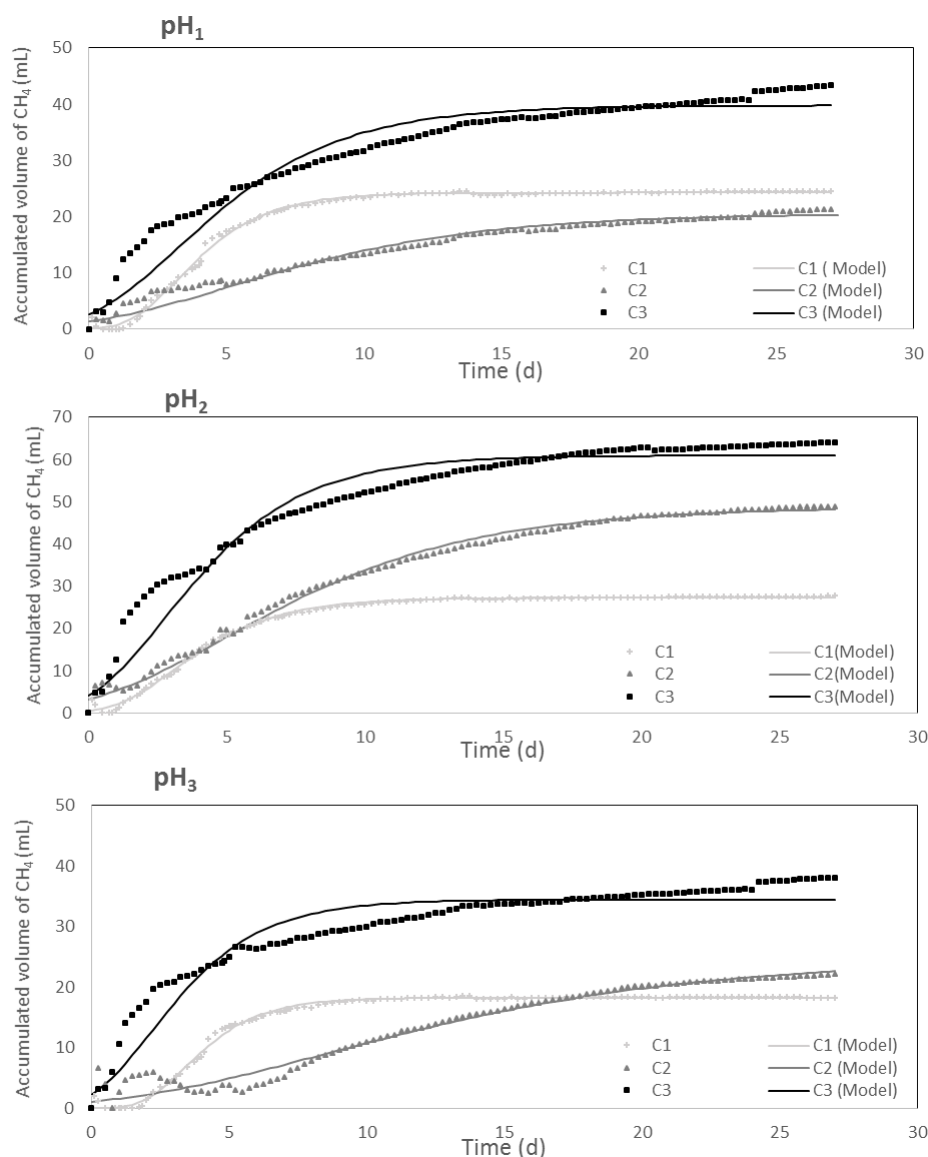 pH₁
Accumulated volume of CH₄ (mL)
50
40
30
20
10
0
C1
C1 ( Model)
C2
C2 (Model)
C3
C3 (Model)
0 5 10 15 20 25 30
Time (d)
pH₂
Accumulated volume of CH₄ (mL)
70
60
50
40
30
20
10
0
C1
C1(Model)
C2
C2(Model)
C3
C3(Model)
0 5 10 15 20 25 30
Time (d)
pH₃
Accumulated volume of CH₄ (mL)
50
40
30
20
10
0
C1
C1 (Model)
C2
C2 (Model)
C3
C3 (Model)
0 5 10 15 20 25 30
Time (d)